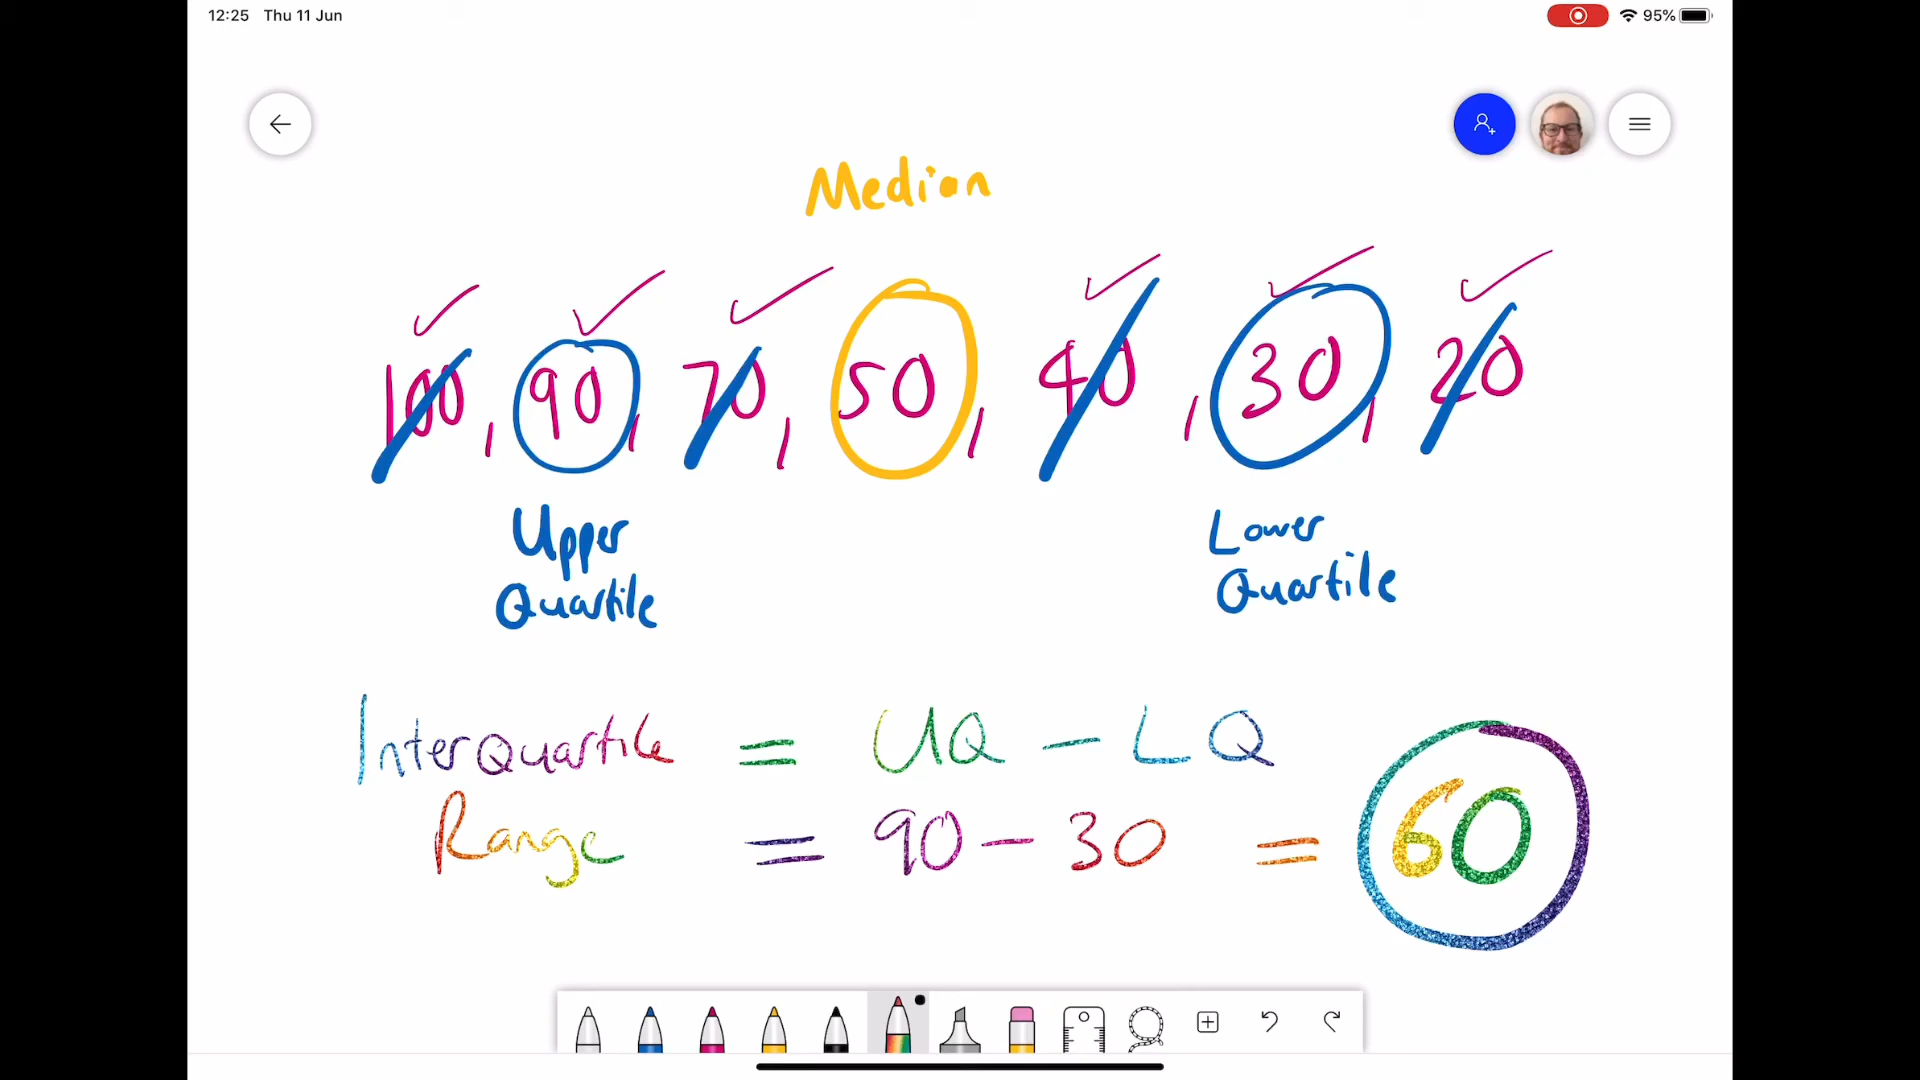 12:25 Thu 11 Jun 95%
Median
100, 90, 70, 50, 40, 30, 20
Upper Quartile
Lower Quartile
InterQuartile Range = UQ - LQ
= 90 - 30 = 60